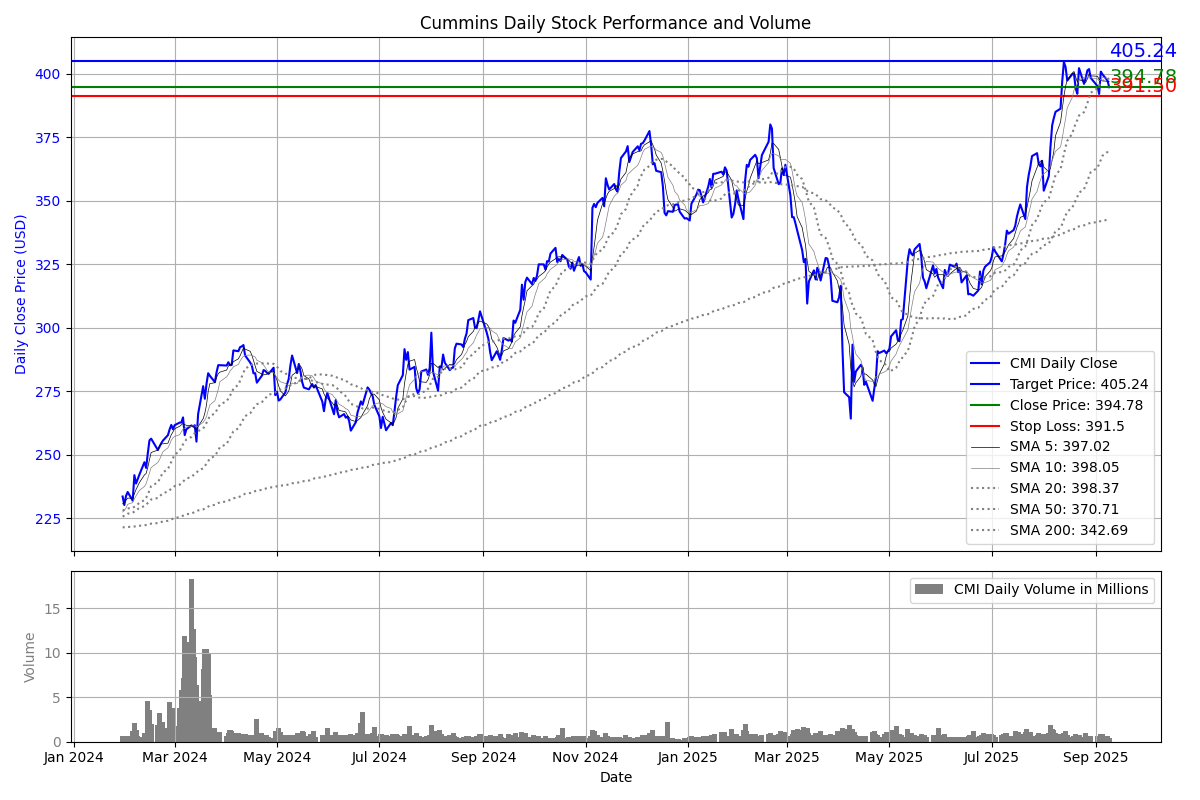 Cummins Daily Stock Performance and Volume
405.24
394.78
391.50
400
375
350
325
300
275
250
225
Daily Close Price (USD)
CMI Daily Close
Target Price: 405.24
Close Price: 394.78
Stop Loss: 391.5
SMA 5: 397.02
SMA 10: 398.05
SMA 20: 398.37
SMA 50: 370.71
SMA 200: 342.69
CMI Daily Volume in Millions
15
10
5
0
Volume
Jan 2024
Mar 2024
May 2024
Jul 2024
Sep 2024
Nov 2024
Jan 2025
Mar 2025
May 2025
Jul 2025
Sep 2025
Date